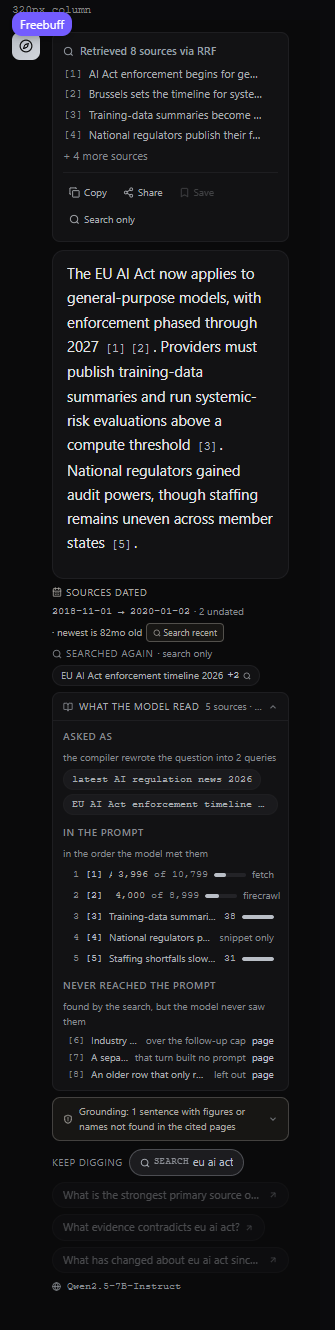 320px column
Freebuff
Retrieved 8 sources via RRF
[1] AI Act enforcement begins for ge...
[2] Brussels sets the timeline for syste...
[3] Training-data summaries become ...
[4] National regulators publish their f...
+ 4 more sources
Copy Share Save
Search only
The EU AI Act now applies to
general-purpose models, with
enforcement phased through
2027 [1] [2]. Providers must
publish training-data
summaries and run systemic-
risk evaluations above a
compute threshold [3].
National regulators gained
audit powers, though staffing
remains uneven across member
states [5].
SOURCES DATED
2018-11-01 → 2020-01-02 · 2 undated
· newest is 82mo old Search recent
SEARCHED AGAIN · search only
EU AI Act enforcement timeline 2026 +2
WHAT THE MODEL READ 5 sources · ...
ASKED AS
the compiler rewrote the question into 2 queries
latest AI regulation news 2026
EU AI Act enforcement timeline …
IN THE PROMPT
in the order the model met them
1 [1] 3,996 of 10,799 fetch
2 [2] 4,000 of 8,999 firecrawl
3 [3] Training-data summari... 38
4 [4] National regulators p... snippet only
5 [5] Staffing shortfalls slow... 31
NEVER REACHED THE PROMPT
found by the search, but the model never saw
them
[6] Industry ... over the follow-up cap page
[7] A sepa... that turn built no prompt page
[8] An older row that only r... left out page
Grounding: 1 sentence with figures or
names not found in the cited pages
KEEP DIGGING SEARCH eu ai act
What is the strongest primary source o...
What evidence contradicts eu ai act?
What has changed about eu ai act sinc...
Qwen2.5-7B-Instruct